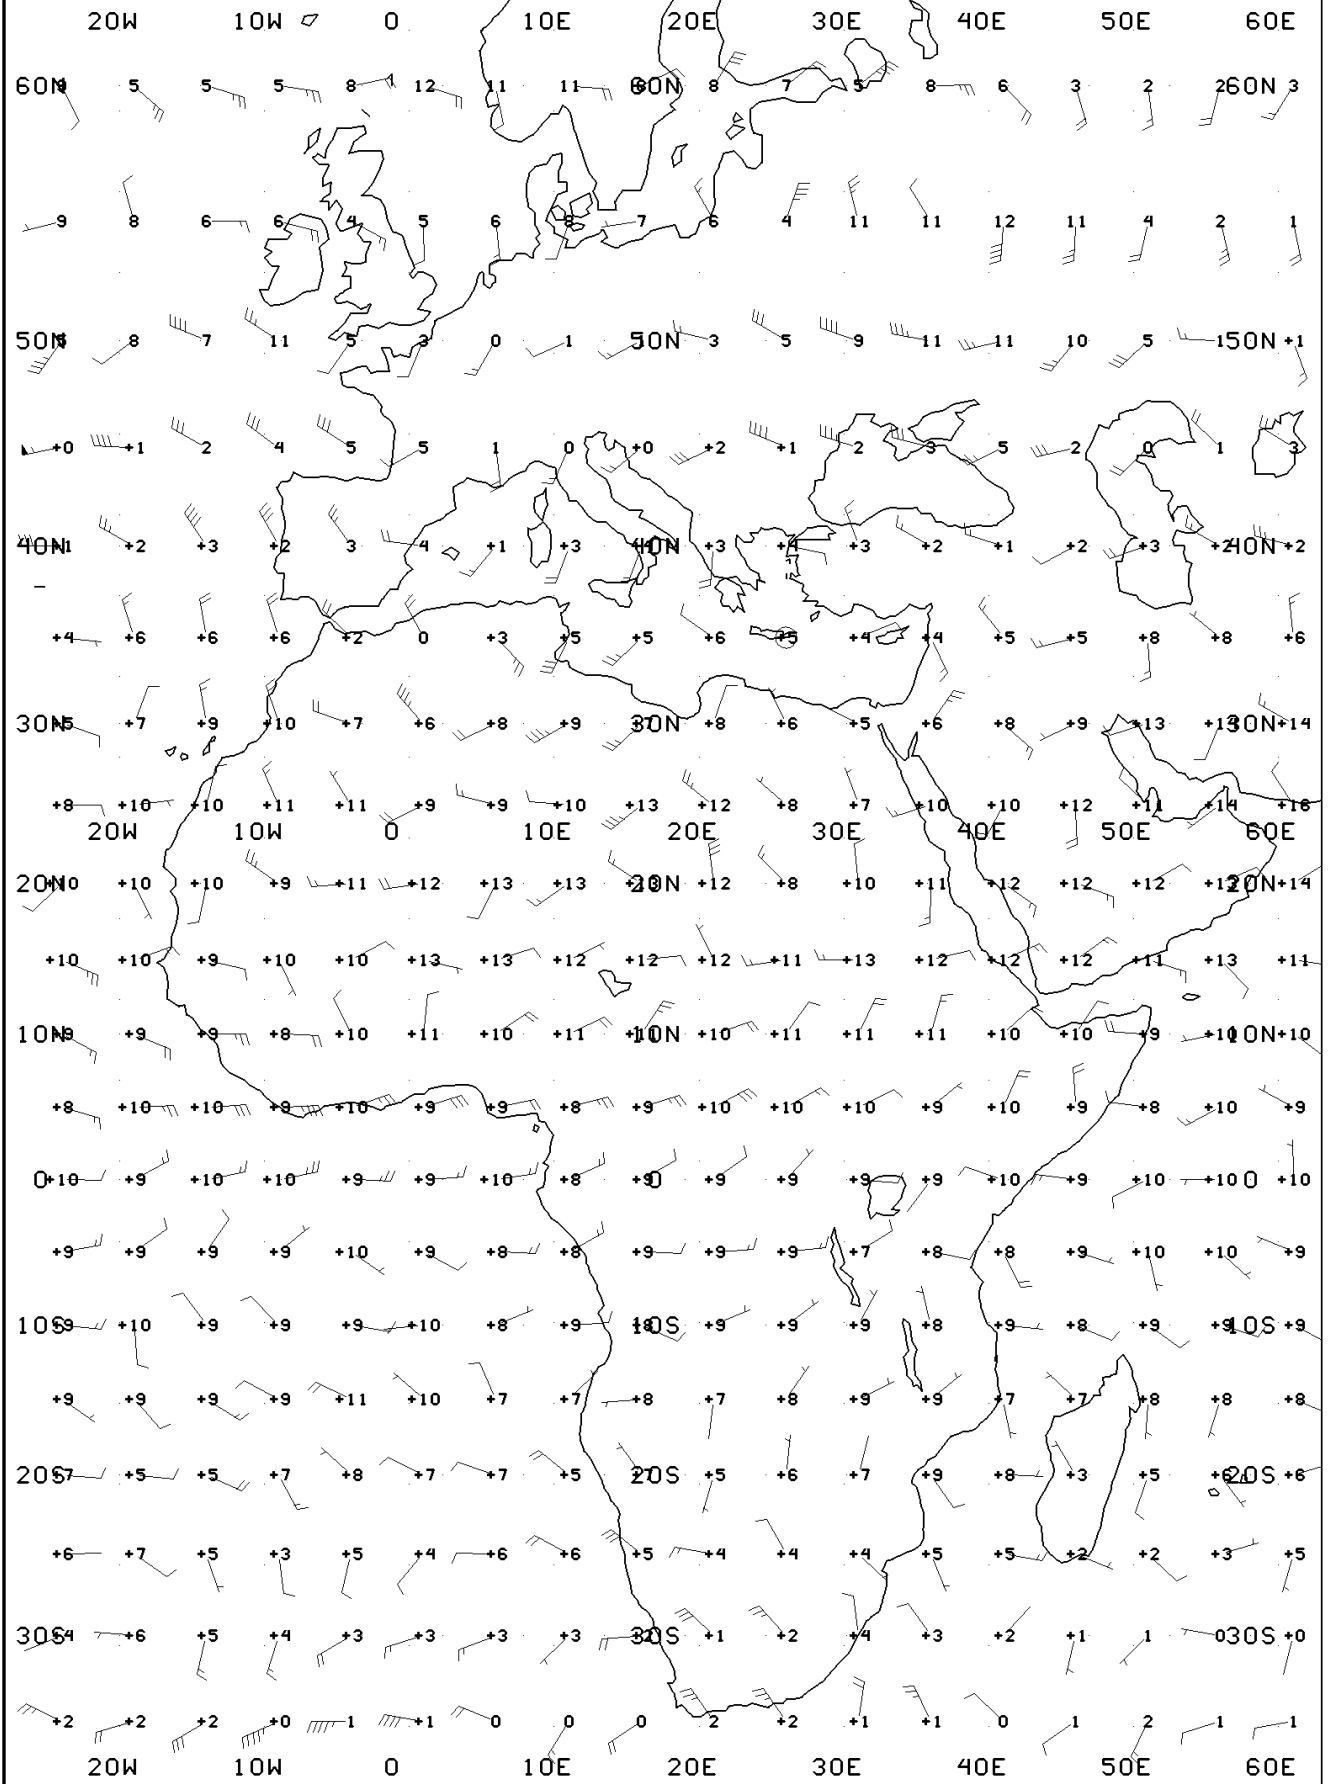 20W 10W 0 10E 20E 30E 40E 50E 60E
60N 5 5 5 8 12 11 11 60N 8 7 5 8 6 3 2 2 60N 3
9 8 6 6 4 5 6 8 7 6 4 11 11 12 11 4 2 1
50N 8 7 11 5 3 0 1 50N 3 5 9 11 11 10 5 1 50N +1
+0 +1 2 4 5 5 1 0 +0 +2 +1 2 3 5 2 0 1 3
40N +1 +2 +3 +2 3 4 +1 +3 40N +3 +4 +3 +2 +1 +2 +3 +2 40N +2
+4 +6 +6 +6 +2 0 +3 +5 +5 +6 +5 +4 +4 +5 +5 +8 +8 +6
30N +5 +7 +9 +10 +7 +6 +8 +9 30N +8 +6 +5 +6 +8 +9 +13 30N +14
+8 +10 +10 +11 +11 +9 +9 +10 +13 +12 +8 +7 +10 +10 +12 +11 +14 +16
20W 10W 0 10E 20E 30E 40E 50E 60E
20N +10 +10 +10 +9 +11 +12 +13 +13 20N +12 +8 +10 +11 +12 +12 +12 20N +14
+10 +10 +9 +10 +10 +13 +13 +12 +12 +12 +11 +13 +12 +12 +12 +11 +13 +11
10N +9 +9 +9 +8 +10 +11 +10 +11 10N +10 +11 +11 +11 +10 +10 +9 +10 10N +10
+8 +10 +10 +9 +10 +9 +9 +8 +9 +10 +10 +10 +9 +10 +9 +8 +10 +9
0 +10 +9 +10 +10 +9 +9 +10 +8 +9 0 +9 +9 +9 +9 +10 +9 +10 +10 0 +10
+9 +9 +9 +9 +10 +9 +8 +8 +9 +9 +9 +7 +8 +8 +9 +10 +10 +9
10S +9 +10 +9 +9 +9 +10 +8 +9 10S +9 +9 +9 +8 +9 +8 +9 +9 10S +9
+9 +9 +9 +9 +11 +10 +7 +7 +8 +7 +8 +9 +9 +7 +7 +8 +8 +8
20S +7 +5 +5 +7 +8 +7 +7 +5 20S +5 +6 +7 +9 +8 +3 +5 +6 20S +6
+6 +7 +5 +3 +5 +4 +6 +6 +5 +4 +4 +4 +5 +5 +2 +2 +3 +5
30S +4 +6 +5 +4 +3 +3 +3 +3 30S +1 +2 +4 +3 +2 +1 1 0 30S +0
+2 +2 +2 +0 1 +1 0 0 0 2 +2 +1 +1 0 1 2 1 1
20W 10W 0 10E 20E 30E 40E 50E 60E